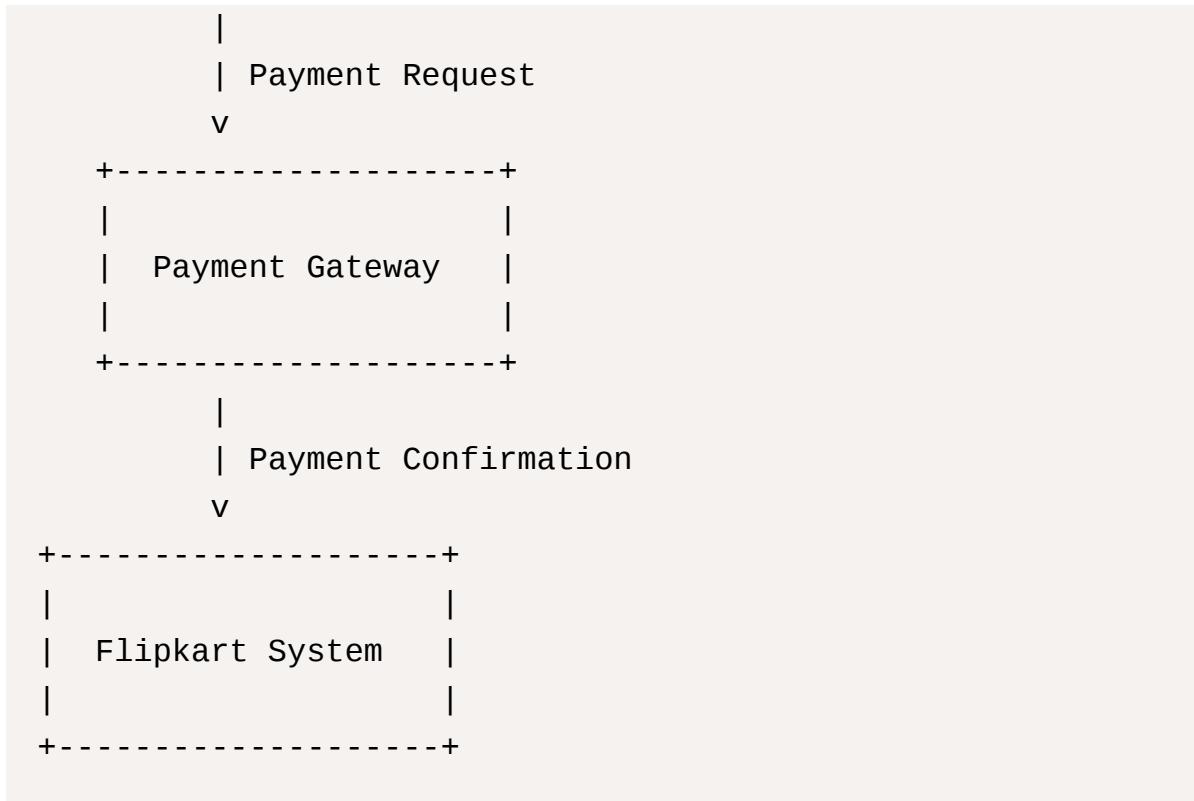 |
| Payment Request
v
+--------------------+
|                    |
|  Payment Gateway   |
|                    |
+--------------------+
|
| Payment Confirmation
v
+--------------------+
|                    |
|  Flipkart System   |
|                    |
+--------------------+